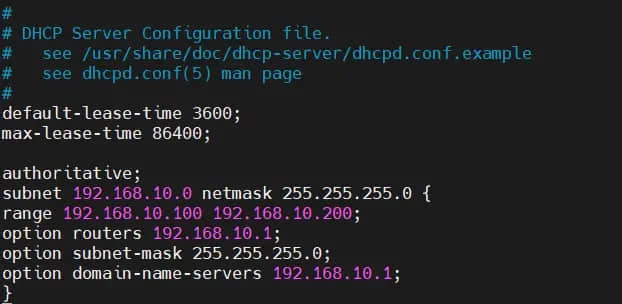 #
# DHCP Server Configuration file.
#   see /usr/share/doc/dhcp-server/dhcpd.conf.example
#   see dhcpd.conf(5) man page
#
default-lease-time 3600;
max-lease-time 86400;

authoritative;
subnet 192.168.10.0 netmask 255.255.255.0 {
range 192.168.10.100 192.168.10.200;
option routers 192.168.10.1;
option subnet-mask 255.255.255.0;
option domain-name-servers 192.168.10.1;
}